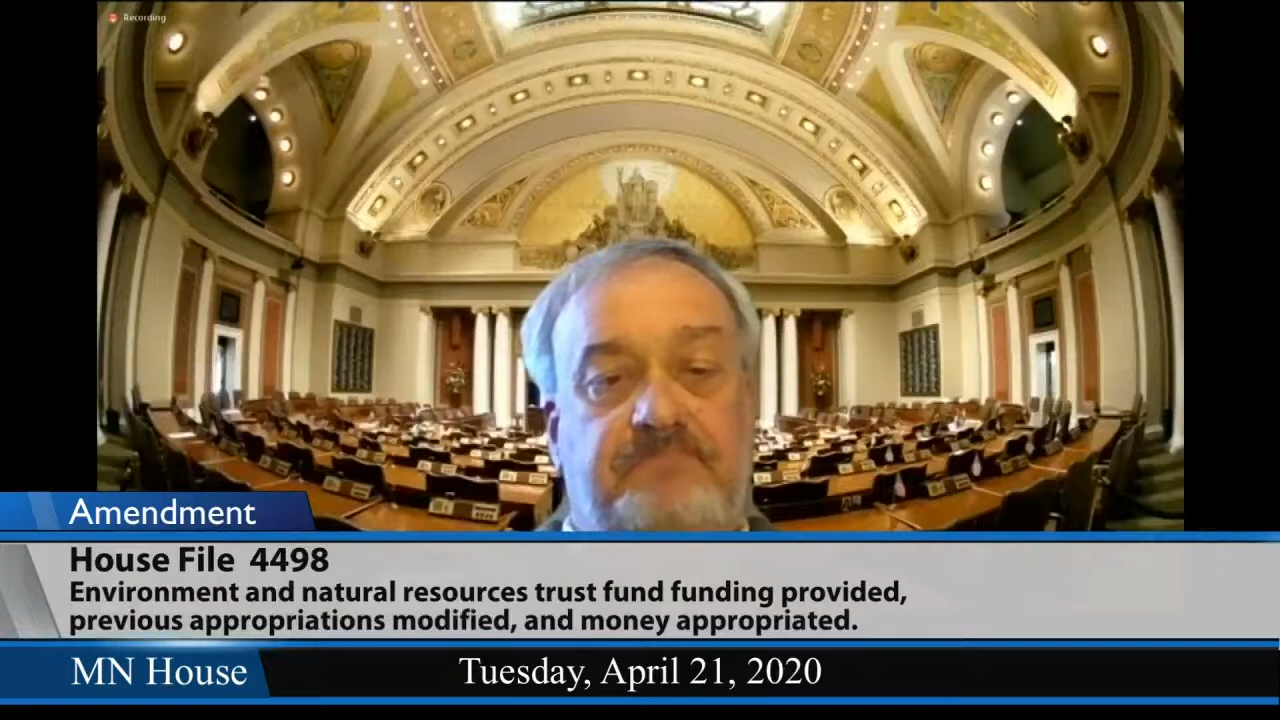 Recording
Amendment
House File 4498
Environment and natural resources trust fund funding provided,
previous appropriations modified, and money appropriated.
MN House
Tuesday, April 21, 2020